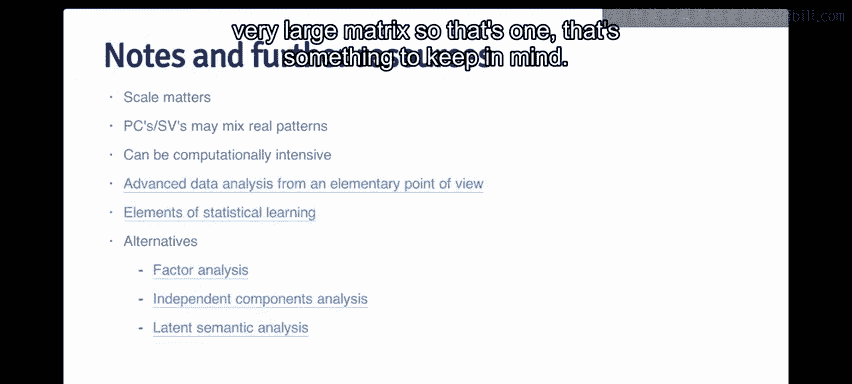 very large matrix so that's one, that's
something to keep in mind.
Notes and further resources
· Scale matters
· PC's/SV's may mix real patterns
· Can be computationally intensive
· Advanced data analysis from an elementary point of view
· Elements of statistical learning
· Alternatives
- Factor analysis
- Independent components analysis
- Latent semantic analysis